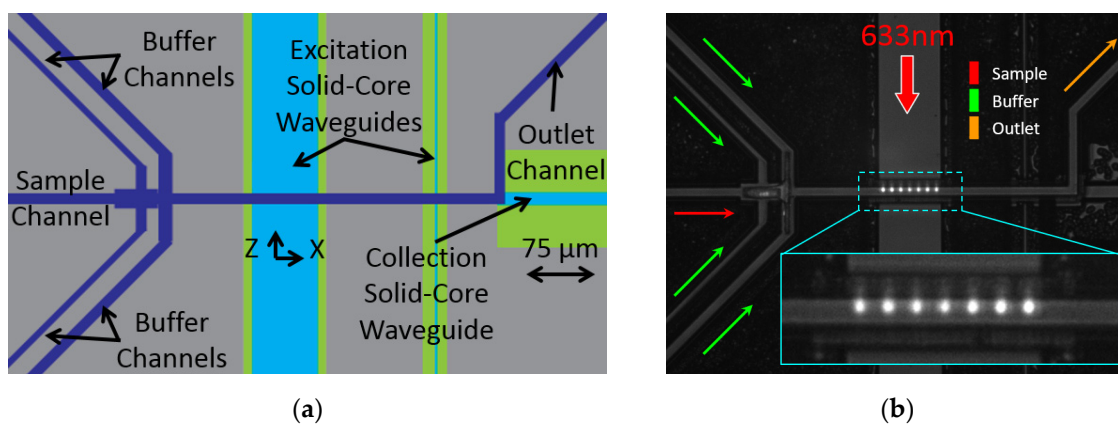 Buffer
Channels
Excitation
Solid-Core
Waveguides
Outlet
Channel
Sample
Channel
Z
X
75 µm
Collection
Solid-Core
Waveguide
Buffer
Channels
(a)
633nm
Sample
Buffer
Outlet
(b)